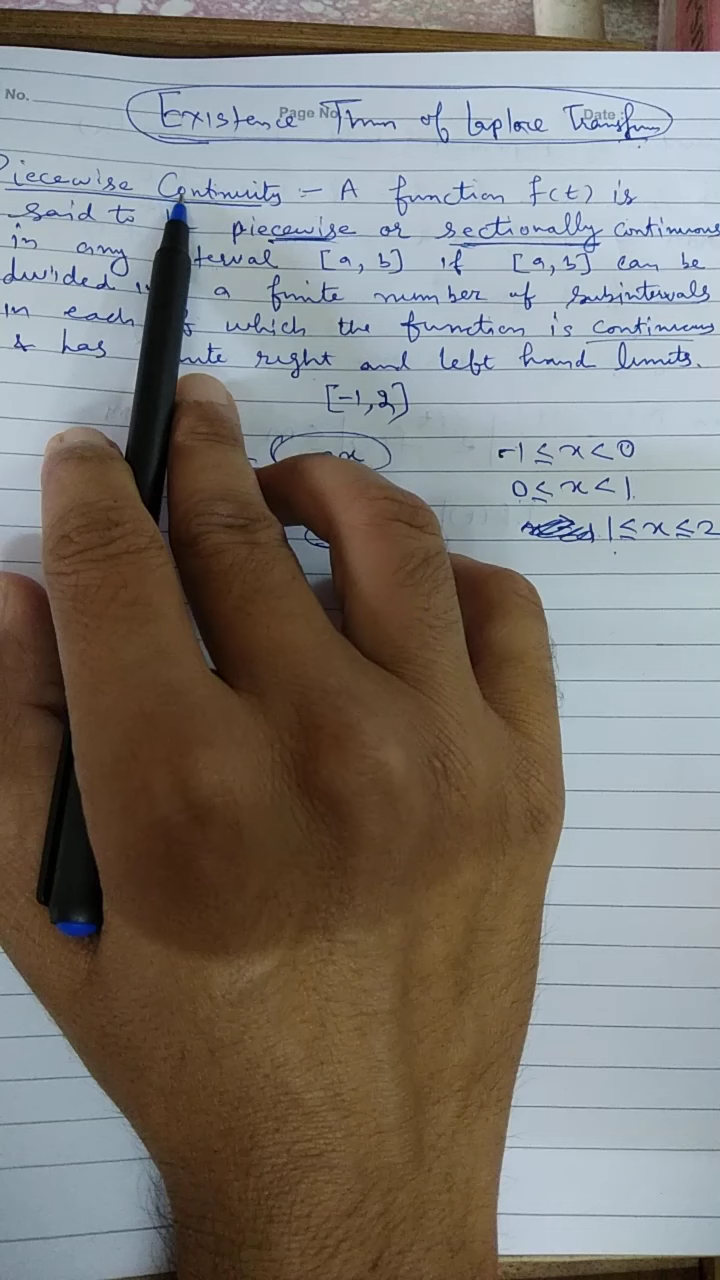 No.
Page No.
Date:
Existence Tmm of Laplace Transform
Piecewise Continuity :- A function f(t) is
said to piecewise or sectionally continuous
in any [a, b] if [a, b] can be
divided a finite number of subintervals
in each which the function is continuous
& has right and left hand limits.
[-1, 2]
x -1 ≤ x < 0
0 ≤ x < 1
1 ≤ x ≤ 2